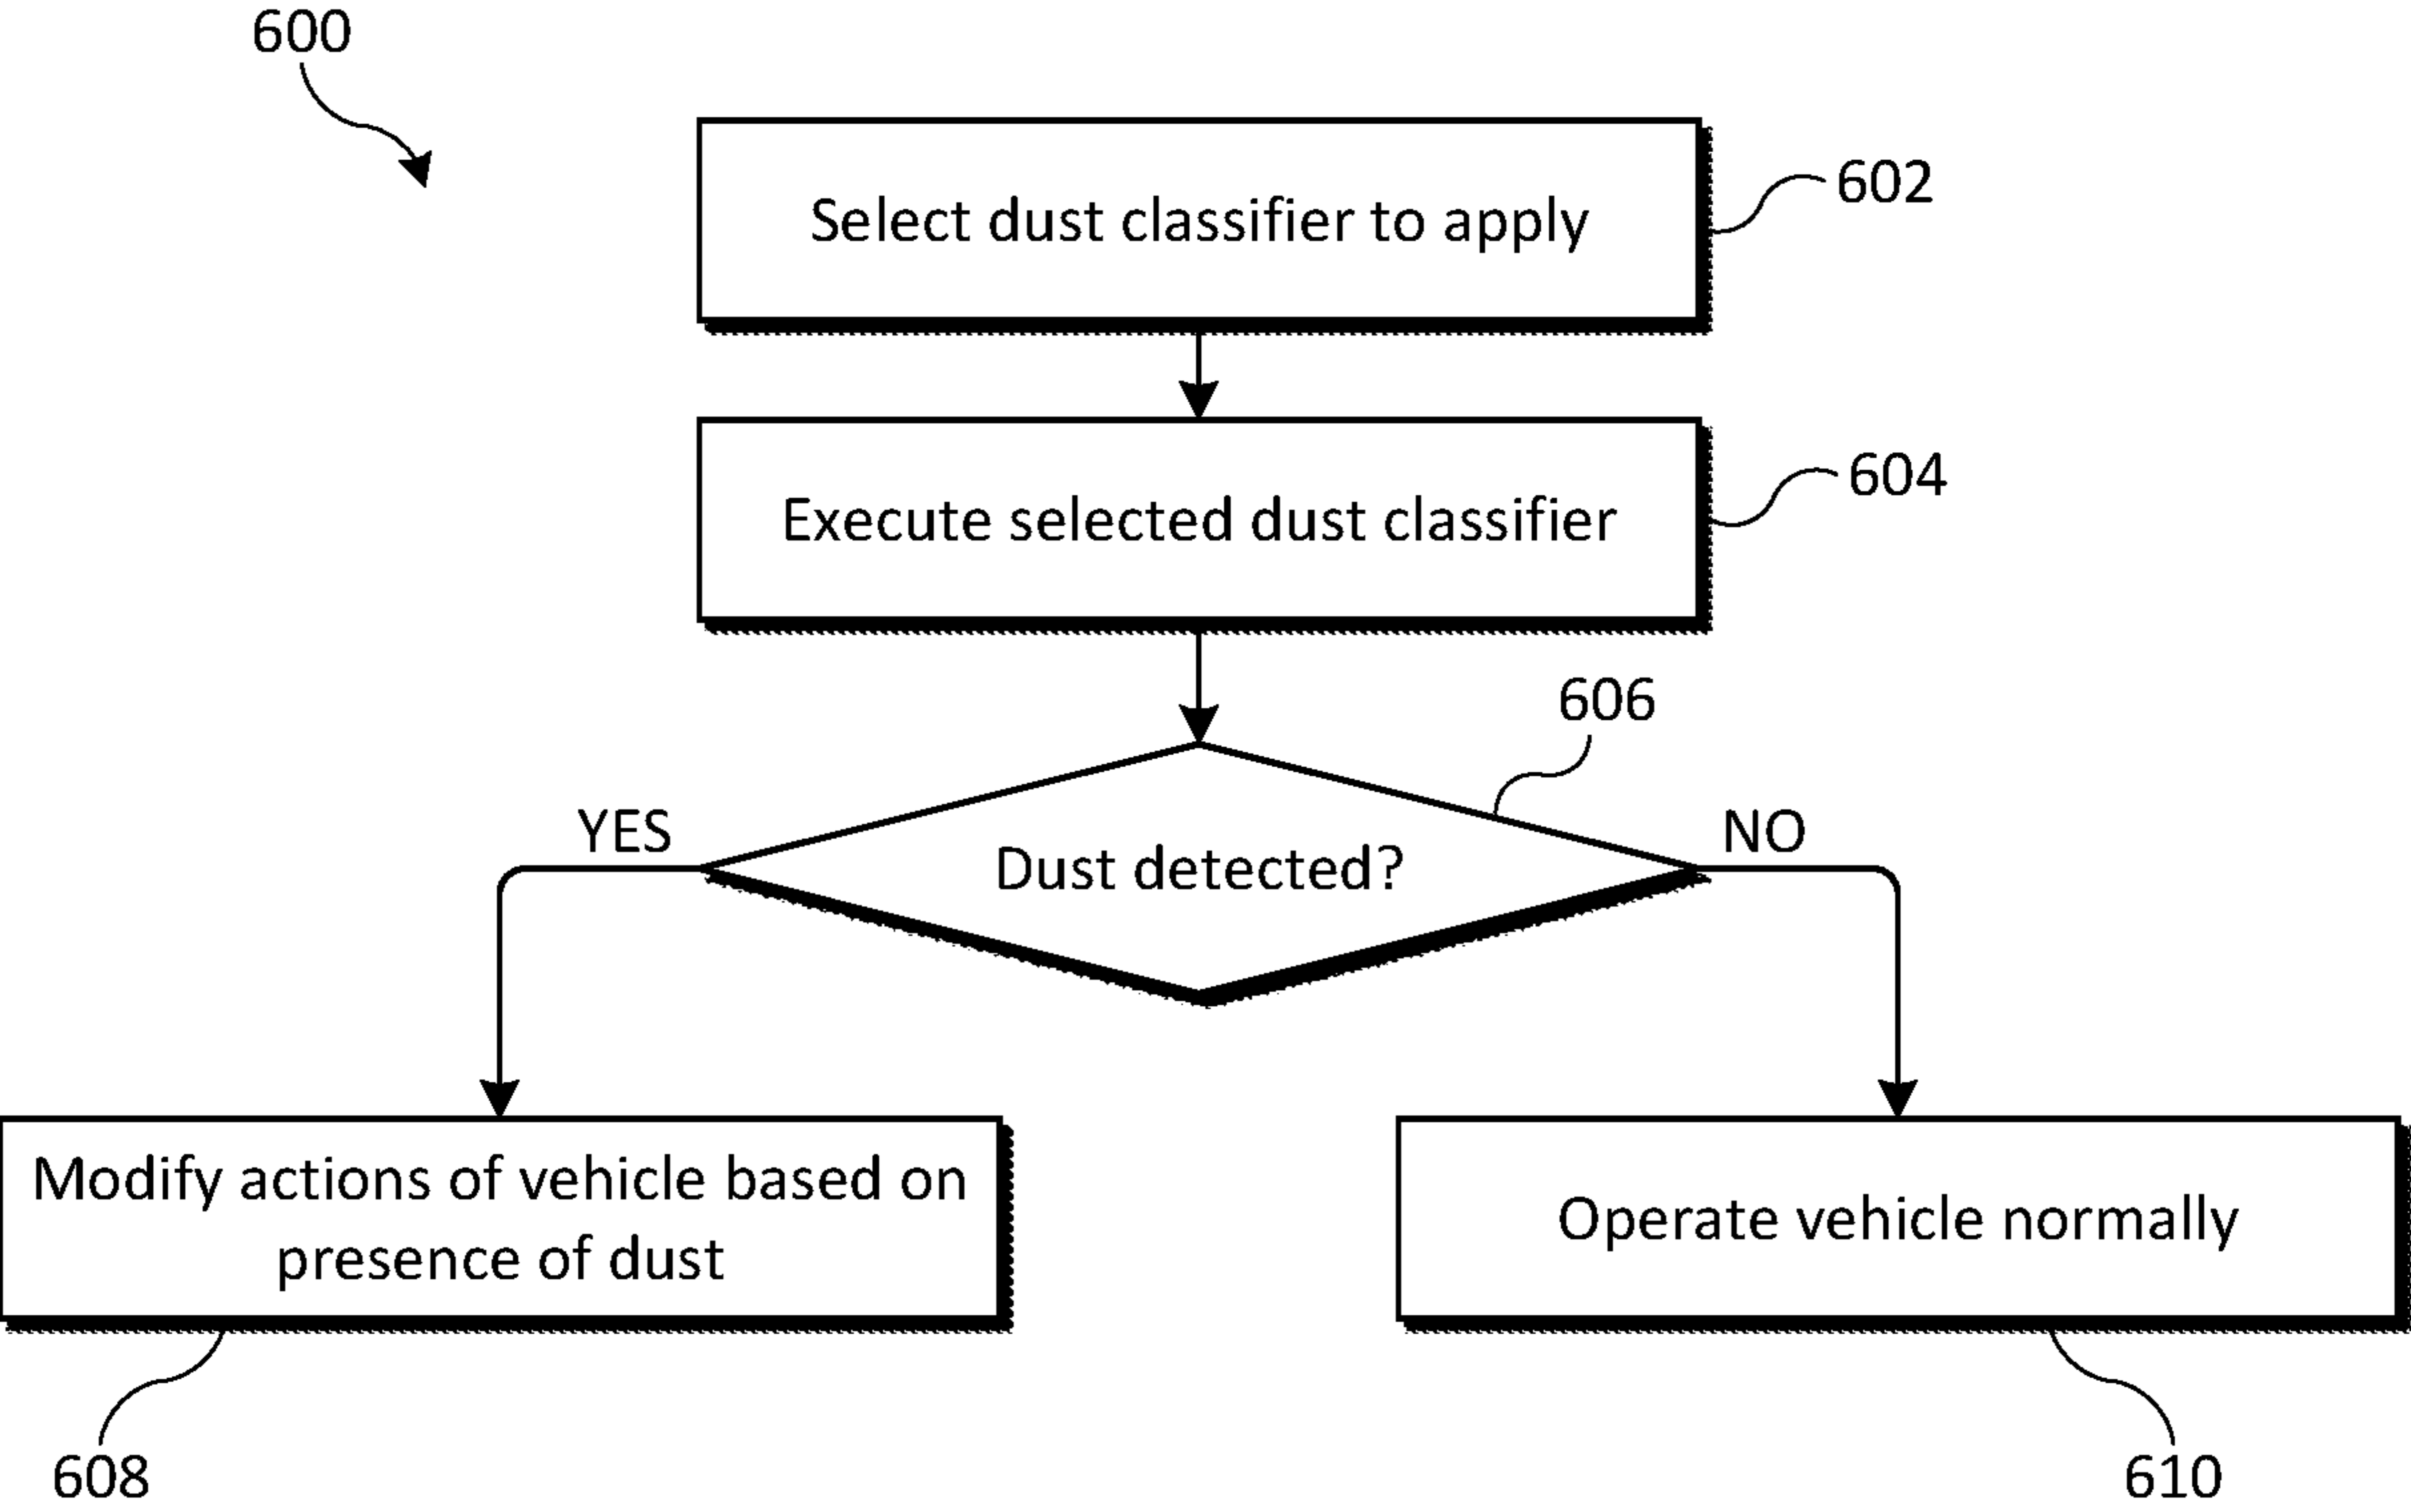 600
Select dust classifier to apply
602
Execute selected dust classifier
604
606
YES
Dust detected?
NO
Modify actions of vehicle based on
presence of dust
Operate vehicle normally
608
610